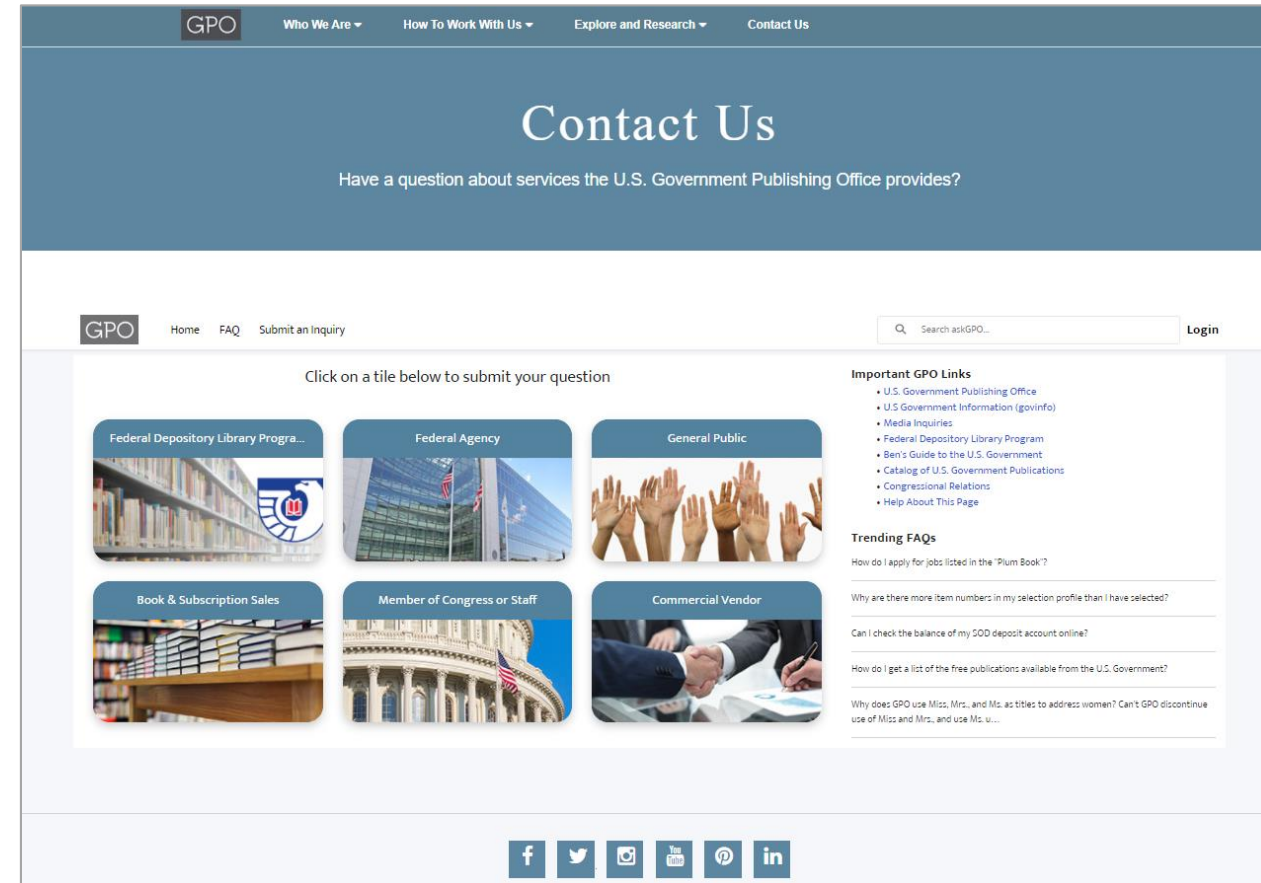 GPO Who We Are How To Work With Us Explore and Research Contact Us
Contact Us
Have a question about services the U.S. Government Publishing Office provides?
GPO Home FAQ Submit an Inquiry Search askGPO... Login
Click on a tile below to submit your question
Federal Depository Library Progra...
Federal Agency
General Public
Book & Subscription Sales
Member of Congress or Staff
Commercial Vendor
Important GPO Links
• U.S. Government Publishing Office
• U.S Government Information (govinfo)
• Media Inquiries
• Federal Depository Library Program
• Ben's Guide to the U.S. Government
• Catalog of U.S. Government Publications
• Congressional Relations
• Help About This Page
Trending FAQs
How do I apply for jobs listed in the "Plum Book"?
Why are there more item numbers in my selection profile than I have selected?
Can I check the balance of my SOD deposit account online?
How do I get a list of the free publications available from the U.S. Government?
Why does GPO use Miss, Mrs., and Ms. as titles to address women? Can't GPO discontinue
use of Miss and Mrs., and use Ms. u....
f You Tube in